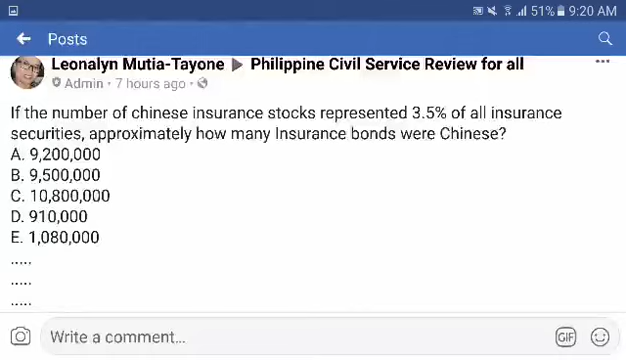 51% 9:20 AM
Posts
Leonalyn Mutia-Tayone ▶ Philippine Civil Service Review for all
Admin · 7 hours ago ·
If the number of chinese insurance stocks represented 3.5% of all insurance
securities, approximately how many Insurance bonds were Chinese?
A. 9,200,000
B. 9,500,000
C. 10,800,000
D. 910,000
E. 1,080,000
.....
.....
.....
Write a comment...
GIF